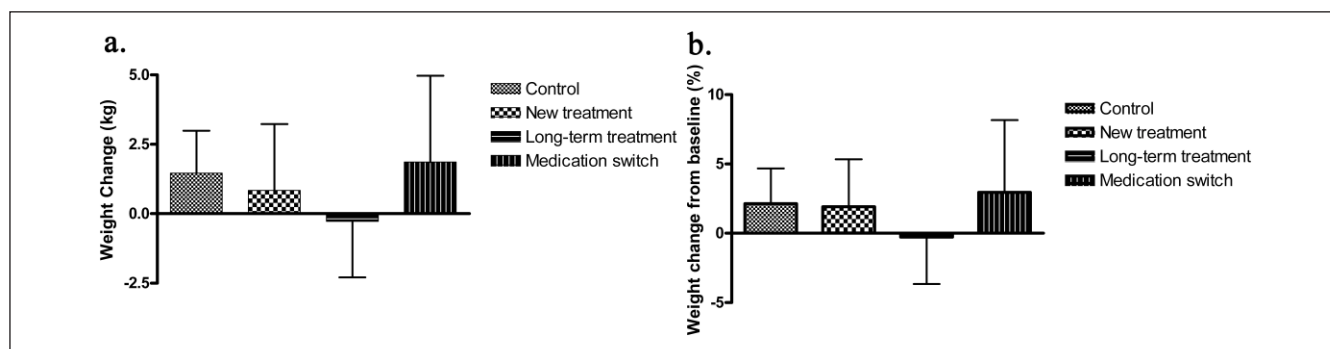 a.
Weight Change (kg)
5.0
2.5
0.0
-2.5
Control
New treatment
Long-term treatment
Medication switch
b.
Weight change from baseline (%)
10
5
0
-5
Control
New treatment
Long-term treatment
Medication switch